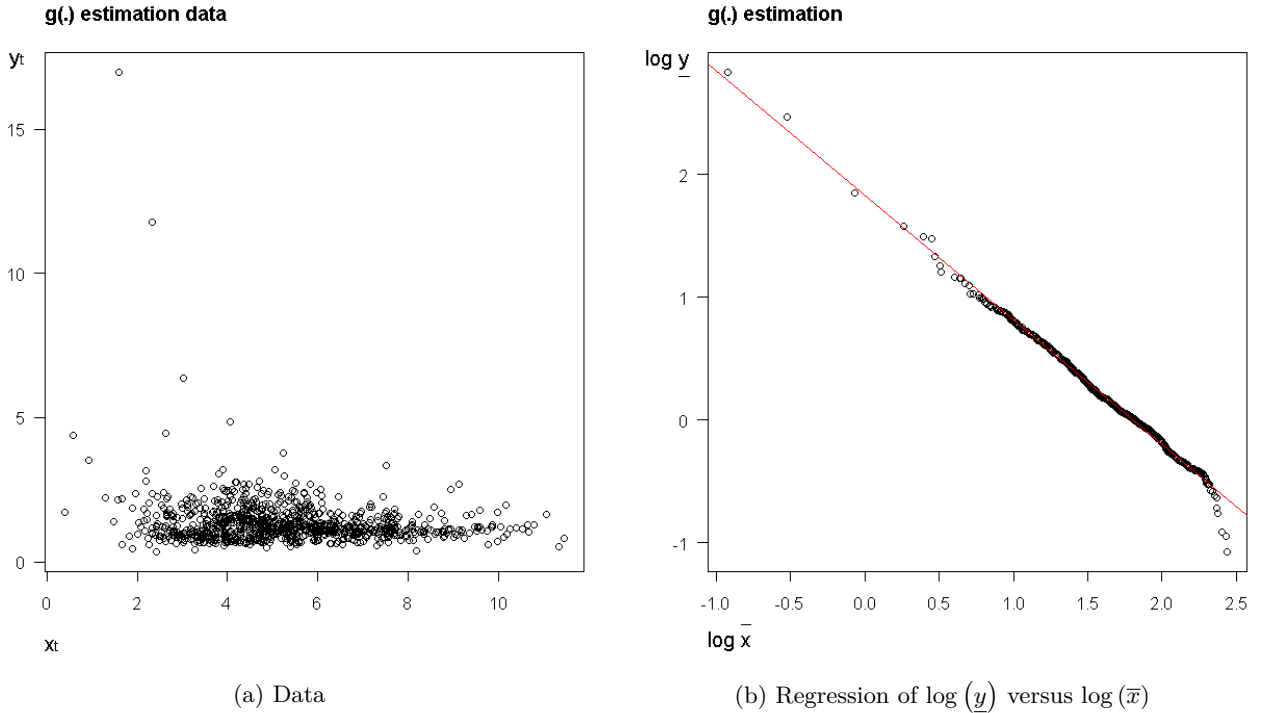 g(.) estimation data
yt
15
10
5
0
0 2 4 6 8 10
xt
(a) Data
g(.) estimation
log y
2
1
0
-1
-1.0 -0.5 0.0 0.5 1.0 1.5 2.0 2.5
log x̅
(b) Regression of log (y) versus log (x̅)